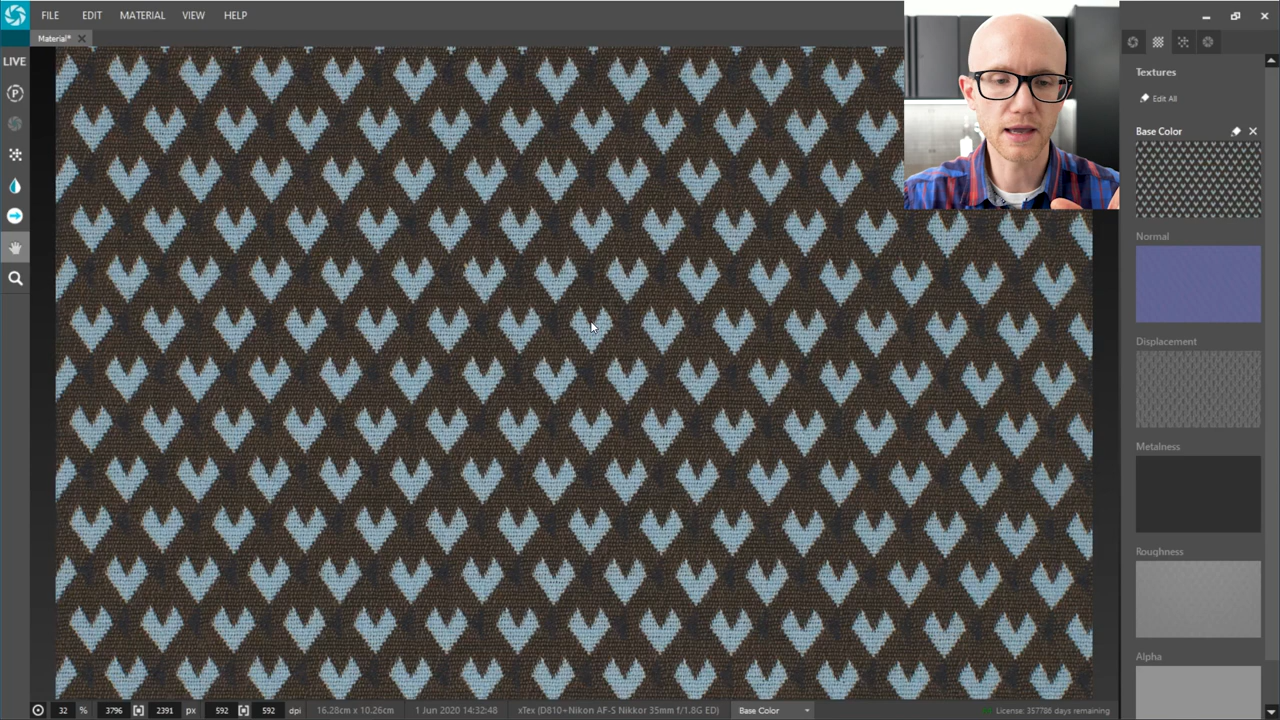 FILE EDIT MATERIAL VIEW HELP
Material*
LIVE
Textures
Edit All
Base Color
Normal
Displacement
Metalness
Roughness
Alpha
32 % 3796 2391 px 592 592 dpi 16.28cm x 10.26cm 1 Jun 2020 14:32:48 xTex (D810+Nikon AF-S Nikkor 35mm f/1.8G ED) Base Color License: 357786 days remaining